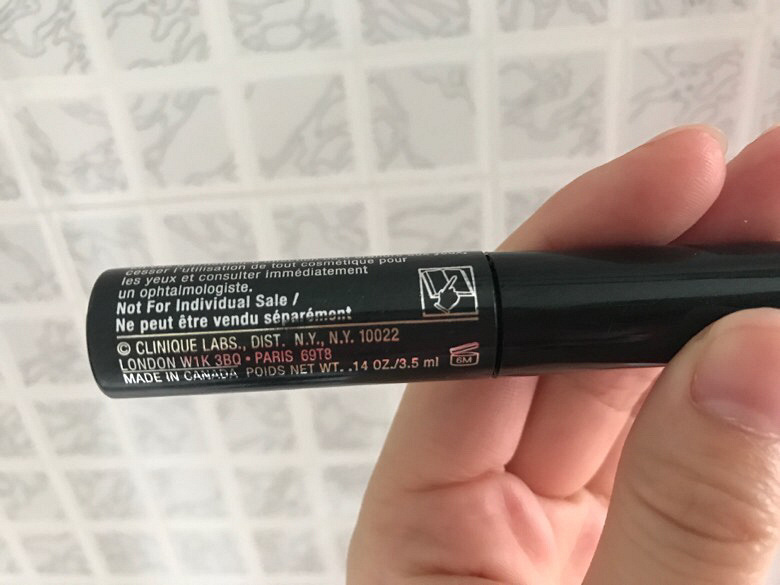 cesser l'utilisation de tout cosmétique pour
les yeux et consulter immédiatement
un ophtalmologiste.
Not For Individual Sale /
Ne peut être vendu séparément
© CLINIQUE LABS., DIST. N.Y., N.Y. 10022
LONDON W1K 3BQ • PARIS 69T8
MADE IN CANADA POIDS NET WT. .14 OZ./3.5 ml 6M